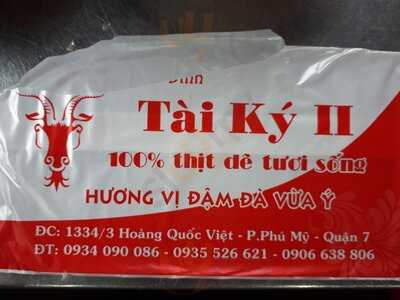 Tài Ký II
100% thịt dê tươi sống
HƯƠNG VỊ ĐẬM ĐÀ VỪA Ý
ĐC: 1334/3 Hoàng Quốc Việt - P.Phú Mỹ - Quận 7
ĐT: 0934 090 086 - 0935 526 621 - 0906 638 806